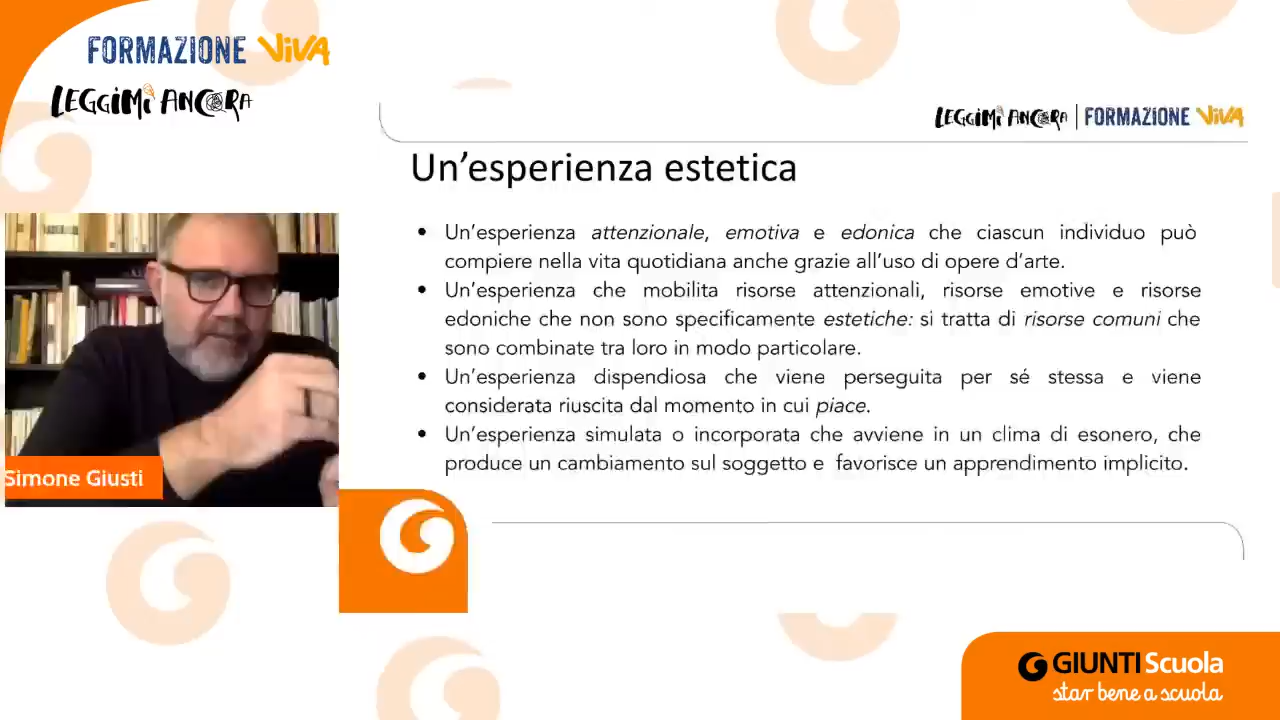 FORMAZIONE VIVA
LEGGIMI ANCORA
LEGGIMI ANCORA | FORMAZIONE VIVA
Un'esperienza estetica
• Un'esperienza attenzionale, emotiva e edonica che ciascun individuo può
compiere nella vita quotidiana anche grazie all'uso di opere d'arte.
• Un'esperienza che mobilita risorse attenzionali, risorse emotive e risorse
edoniche che non sono specificamente estetiche: si tratta di risorse comuni che
sono combinate tra loro in modo particolare.
• Un'esperienza dispendiosa che viene perseguita per sé stessa e viene
considerata riuscita dal momento in cui piace.
• Un'esperienza simulata o incorporata che avviene in un clima di esonero, che
produce un cambiamento sul soggetto e favorisce un apprendimento implicito.
Simone Giusti
GIUNTI Scuola
star bene a scuola